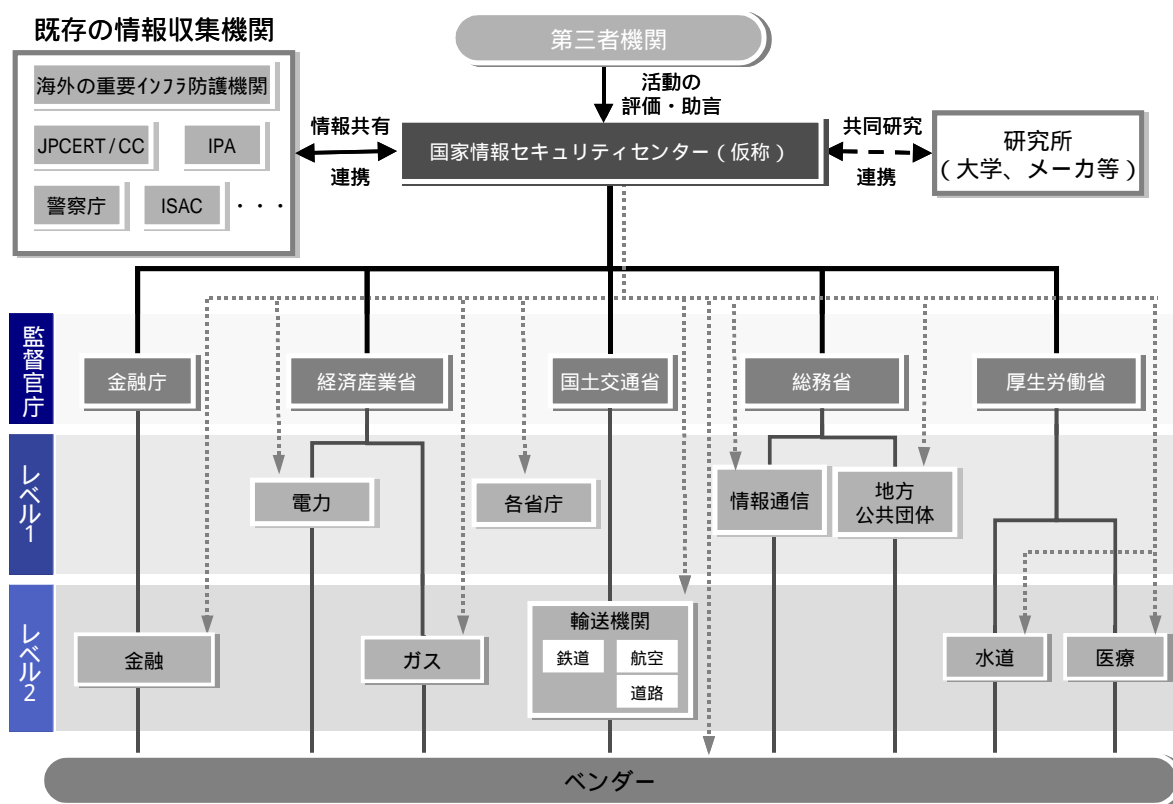 既存の情報収集機関
海外の重要インフラ防護機関
JPCERT/CC
IPA
警察庁
ISAC
・・・
第三者機関
活動の
評価・助言
情報共有
連携
国家情報セキュリティセンター(仮称)
共同研究
連携
研究所
(大学、メーカ等)
監督官庁
金融庁
経済産業省
国土交通省
総務省
厚生労働省
レベル1
電力
各省庁
情報通信
地方
公共団体
レベル2
金融
ガス
輸送機関
鉄道
航空
道路
水道
医療
ベンダー